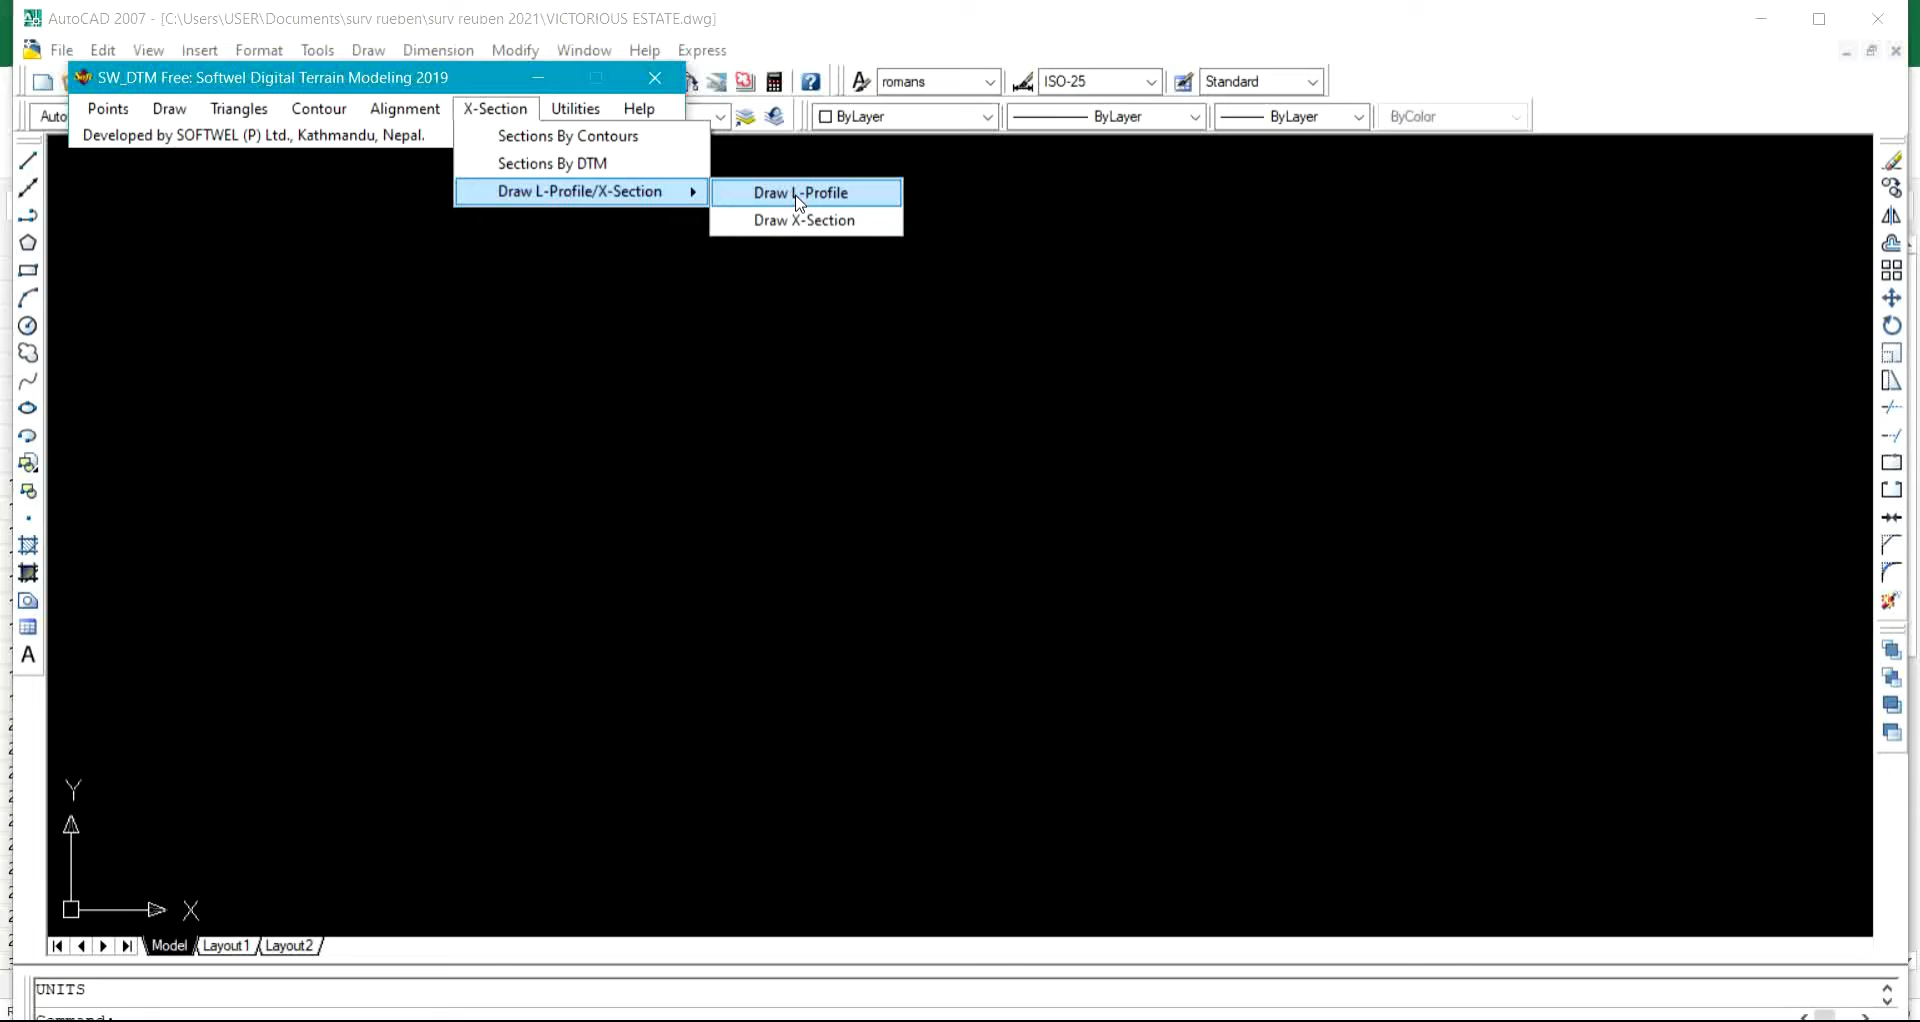 AutoCAD 2007 - [C:\Users\USER\Documents\surv rueben\surv reuben 2021\VICTORIOUS ESTATE.dwg]
File Edit View Insert Format Tools Draw Dimension Modify Window Help Express
SW_DTM Free: Softwel Digital Terrain Modeling 2019
romans ISO-25 Standard
Points Draw Triangles Contour Alignment X-Section Utilities Help
Auto ByLayer ByLayer ByLayer ByColor
Developed by SOFTWEL (P) Ltd., Kathmandu, Nepal.
Sections By Contours
Sections By DTM
Draw L-Profile/X-Section
Draw L-Profile
Draw X-Section
A
Y
X
Model Layout1 Layout2
UNITS
Command: